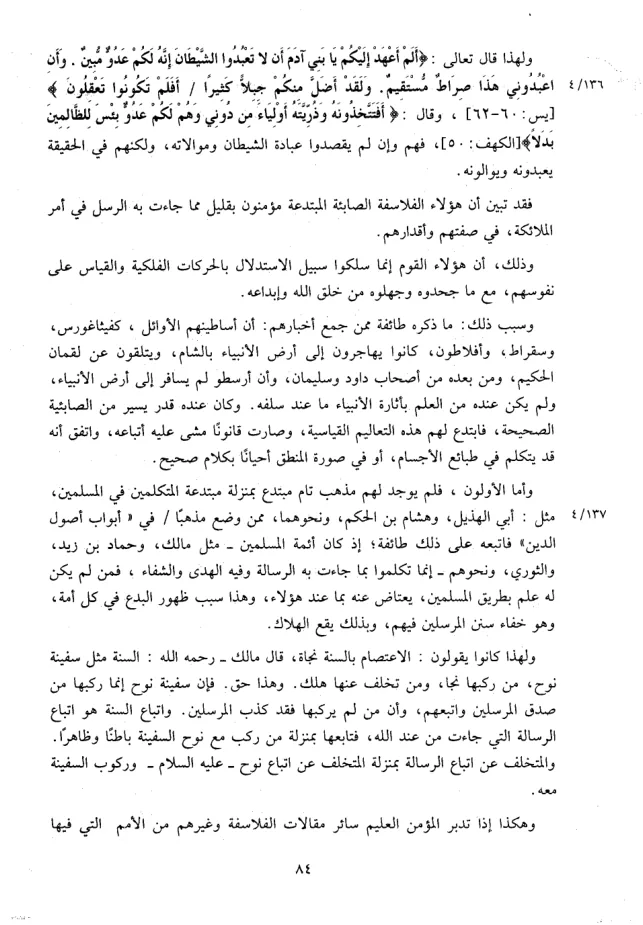 ولهذا قال تعالى :﴿أَلَمْ أَعْهَدْ إِلَيْكُمْ يَا بَنِي آدَمَ أَن لا تَعْبُدُوا الشَّيْطَانَ إِنَّهُ لَكُمْ عَدُوٌّ مُّبِينٌ . وَأَنِ
اعْبُدُونِي هَذَا صِرَاطٌ مُّسْتَقِيمٌ. وَلَقَدْ أَضَلَّ مِنكُمْ جِبِلاًّ كَثِيرًا / أَفَلَمْ تَكُونُوا تَعْقِلُونَ ﴾ ٤/١٣٦
[يس: ٦٠-٦٢] ، وقال :﴿ أَفَتَتَّخِذُونَهُ وَذُرِّيَّتَهُ أَوْلِيَاءَ مِن دُونِي وَهُمْ لَكُمْ عَدُوٌّ بِئْسَ لِلظَّالِمِينَ
بَدَلاً﴾[الكهف: ٥٠]، فهم وإن لم يقصدوا عبادة الشيطان وموالاته، ولكنهم في الحقيقة
يعبدونه ويوالونه.
فقد تبين أن هؤلاء الفلاسفة الصابئة المبتدعة مؤمنون بقليل مما جاءت به الرسل في أمر
الملائكة، في صفتهم وأقدارهم.
وذلك، أن هؤلاء القوم إنما سلكوا سبيل الاستدلال بالحركات الفلكية والقياس على
نفوسهم، مع ما جحدوه وجهلوه من خلق الله وإبداعه.
وسبب ذلك: ما ذكره طائفة ممن جمع أخبارهم: أن أساطينهم الأوائل ، كفيثاغورس،
وسقراط، وأفلاطون، كانوا يهاجرون إلى أرض الأنبياء بالشام، ويتلقون عن لقمان
الحكيم، ومن بعده من أصحاب داود وسليمان، وأن أرسطو لم يسافر إلى أرض الأنبياء،
ولم يكن عنده من العلم بأثارة الأنبياء ما عند سلفه. وكان عنده قدر يسير من الصابئية
الصحيحة، فابتدع لهم هذه التعاليم القياسية، وصارت قانونًا مشى عليه أتباعه، واتفق أنه
قد يتكلم في طبائع الأجسام، أو في صورة المنطق أحيانًا بكلام صحيح.
وأما الأولون ، فلم يوجد لهم مذهب تام مبتدع بمنزلة مبتدعة المتكلمين في المسلمين،
مثل : أبي الهذيل، وهشام بن الحكم، ونحوهما، ممن وضع مذهبًا / في « أبواب أصول ٤/١٣٧
الدين» فاتبعه على ذلك طائفة؛ إذ كان أئمة المسلمين ـ مثل مالك، وحماد بن زيد،
والثوري، ونحوهم ـ إنما تكلموا بما جاءت به الرسالة وفيه الهدى والشفاء ، فمن لم يكن
له علم بطريق المسلمين، يعتاض عنه بما عند هؤلاء، وهذا سبب ظهور البدع في كل أمة،
وهو خفاء سنن المرسلين فيهم، وبذلك يقع الهلاك.
ولهذا كانوا يقولون : الاعتصام بالسنة نجاة، قال مالك ـ رحمه الله : السنة مثل سفينة
نوح، من ركبها نجا، ومن تخلف عنها هلك. وهذا حق. فإن سفينة نوح إنما ركبها من
صدق المرسلين واتبعهم، وأن من لم يركبها فقد كذب المرسلين. واتباع السنة هو اتباع
الرسالة التي جاءت من عند الله، فتابعها بمنزلة من ركب مع نوح السفينة باطنًا وظاهرًا.
والمتخلف عن اتباع الرسالة بمنزلة المتخلف عن اتباع نوح ـ عليه السلام ـ وركوب السفينة
معه.
وهكذا إذا تدبر المؤمن العليم سائر مقالات الفلاسفة وغيرهم من الأمم التي فيها
٨٤